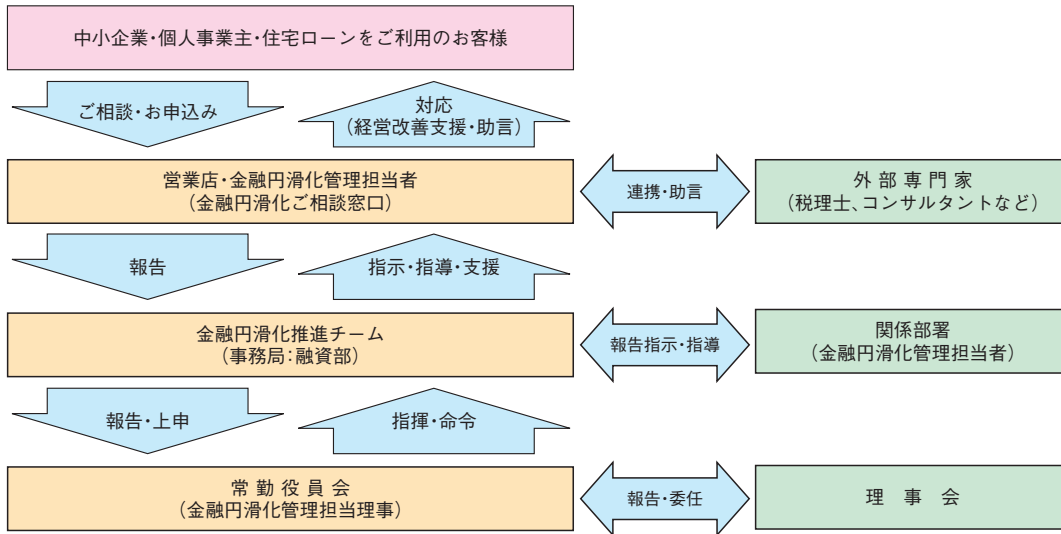 中小企業・個人事業主・住宅ローンをご利用のお客様
ご相談・お申込み
対応
（経営改善支援・助言）
営業店・金融円滑化管理担当者
（金融円滑化ご相談窓口）
連携・助言
外部専門家
（税理士、コンサルタントなど）
報告
指示・指導・支援
金融円滑化推進チーム
（事務局：融資部）
報告指示・指導
関係部署
（金融円滑化管理担当者）
報告・上申
指揮・命令
常勤役員会
（金融円滑化管理担当理事）
報告・委任
理事会